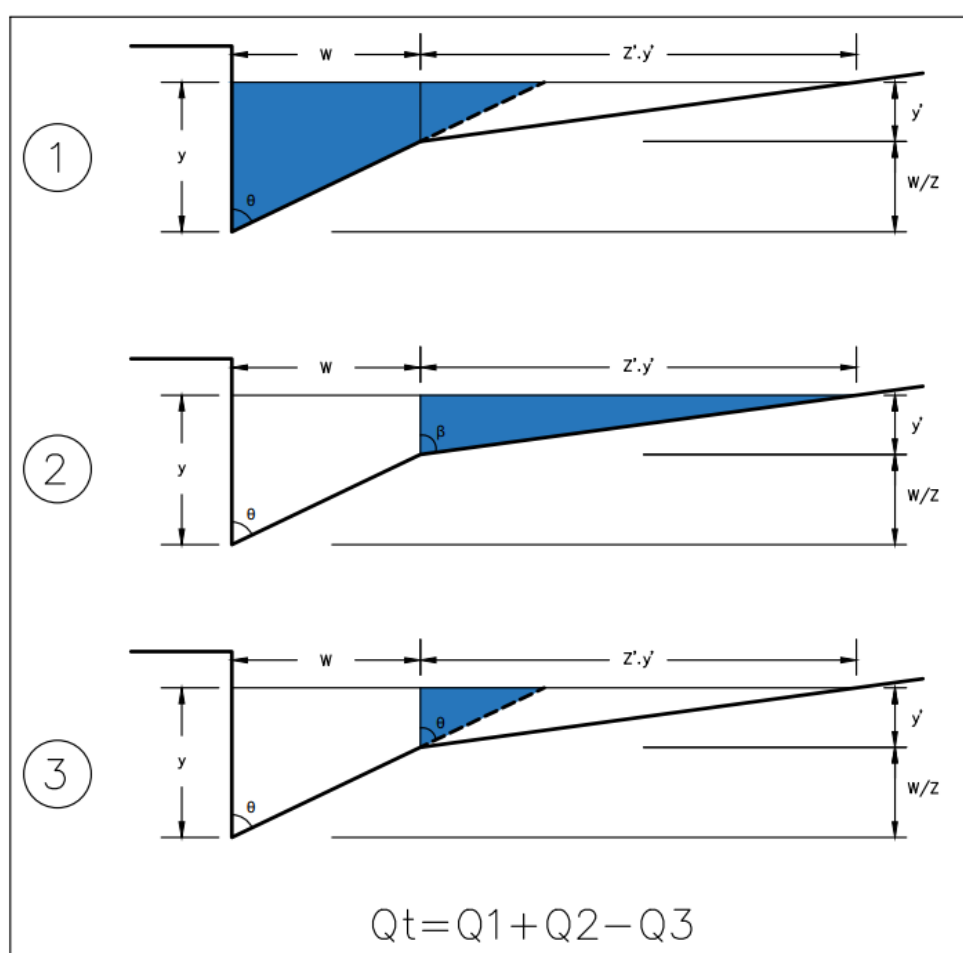 W Z'.y'
1 y θ y'
W/Z
W Z'.y'
2 y θ β y'
W/Z
W Z'.y'
3 y θ θ y'
W/Z
Qt=Q1+Q2-Q3